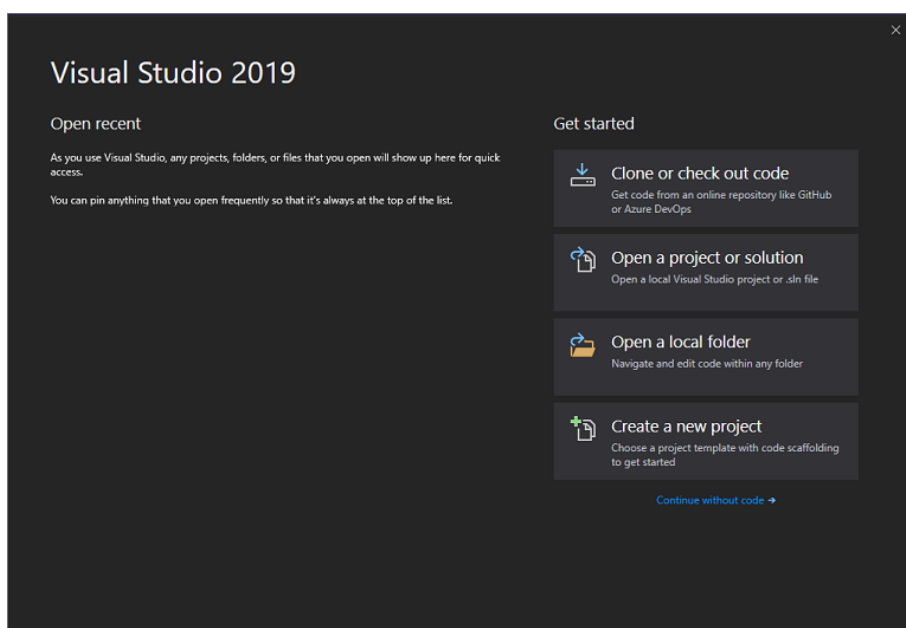 Visual Studio 2019
Open recent
As you use Visual Studio, any projects, folders, or files that you open will show up here for quick
access.
You can pin anything that you open frequently so that it's always at the top of the list.
Get started
Clone or check out code
Get code from an online repository like GitHub
or Azure DevOps
Open a project or solution
Open a local Visual Studio project or .sln file
Open a local folder
Navigate and edit code within any folder
Create a new project
Choose a project template with code scaffolding
to get started
Continue without code →